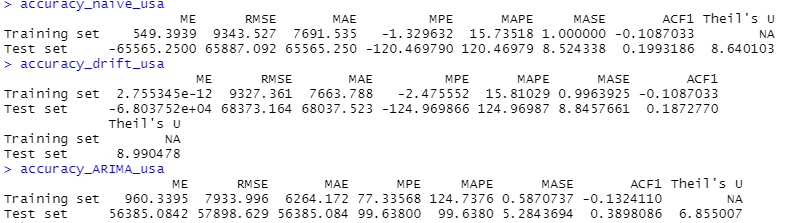 > accuracy_naive_usa
ME RMSE MAE MPE MAPE MASE ACF1 Theil's U
Training set 549.3939 9343.527 7691.535 -1.329632 15.73518 1.000000 -0.1087033 NA
Test set -65565.2500 65887.092 65565.250 -120.469790 120.46979 8.524338 0.1993186 8.640103
> accuracy_drift_usa
ME RMSE MAE MPE MAPE MASE ACF1
Training set 2.755345e-12 9327.361 7663.788 -2.475552 15.81029 0.9963925 -0.1087033
Test set -6.803752e+04 68373.164 68037.523 -124.969866 124.96987 8.8457661 0.1872770
Theil's U
Training set NA
Test set 8.990478
> accuracy_ARIMA_usa
ME RMSE MAE MPE MAPE MASE ACF1 Theil's U
Training set 960.3395 7933.996 6264.172 77.33568 124.7376 0.5870737 -0.1324110 NA
Test set 56385.0842 57898.629 56385.084 99.63800 99.6380 5.2843694 0.3898086 6.855007